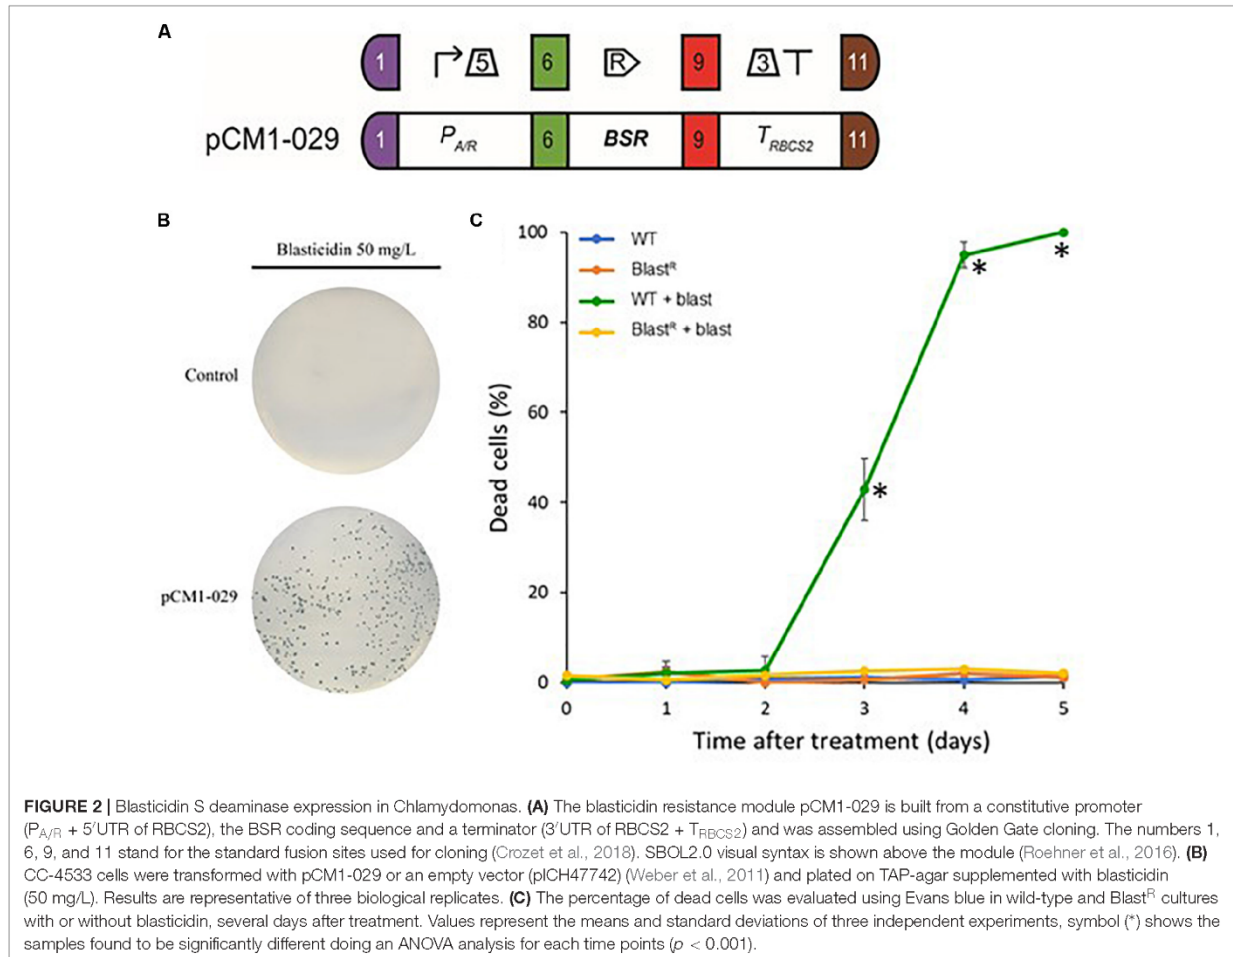 A
1 5 6 R 9 3 11
pCM1-029 1 P_A/R 6 BSR 9 T_RBCS2 11
B
Blasticidin 50 mg/L
Control
pCM1-029
C
100
80
60
40
20
0
Dead cells (%)
WT
Blast^R
WT + blast
Blast^R + blast
*
*
*
0 1 2 3 4 5
Time after treatment (days)
FIGURE 2 | Blasticidin S deaminase expression in Chlamydomonas. (A) The blasticidin resistance module pCM1-029 is built from a constitutive promoter
(P_A/R + 5′UTR of RBCS2), the BSR coding sequence and a terminator (3′UTR of RBCS2 + T_RBCS2) and was assembled using Golden Gate cloning. The numbers 1,
6, 9, and 11 stand for the standard fusion sites used for cloning (Crozet et al., 2018). SBOL2.0 visual syntax is shown above the module (Roehner et al., 2016). (B)
CC-4533 cells were transformed with pCM1-029 or an empty vector (pICH47742) (Weber et al., 2011) and plated on TAP-agar supplemented with blasticidin
(50 mg/L). Results are representative of three biological replicates. (C) The percentage of dead cells was evaluated using Evans blue in wild-type and Blast^R cultures
with or without blasticidin, several days after treatment. Values represent the means and standard deviations of three independent experiments, symbol (*) shows the
samples found to be significantly different doing an ANOVA analysis for each time points (p < 0.001).